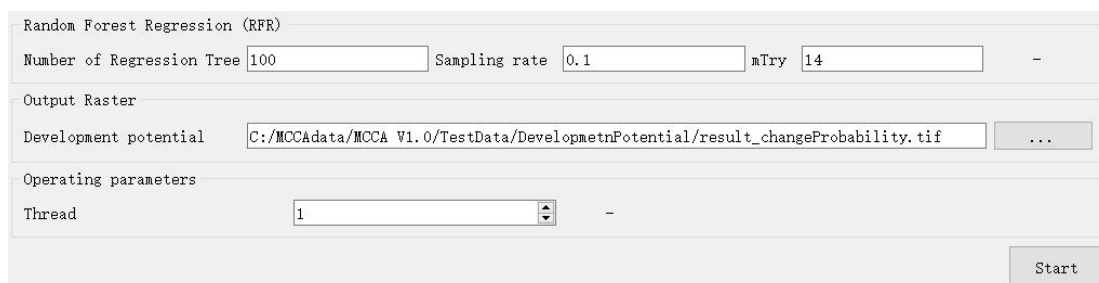 Random Forest Regression (RFR)
Number of Regression Tree 100 Sampling rate 0.1 mTry 14 -
Output Raster
Development potential C:/MCCAdata/MCCA V1.0/TestData/DevelopmetnPotential/result_changeProbability.tif ...
Operating parameters
Thread 1 -
Start